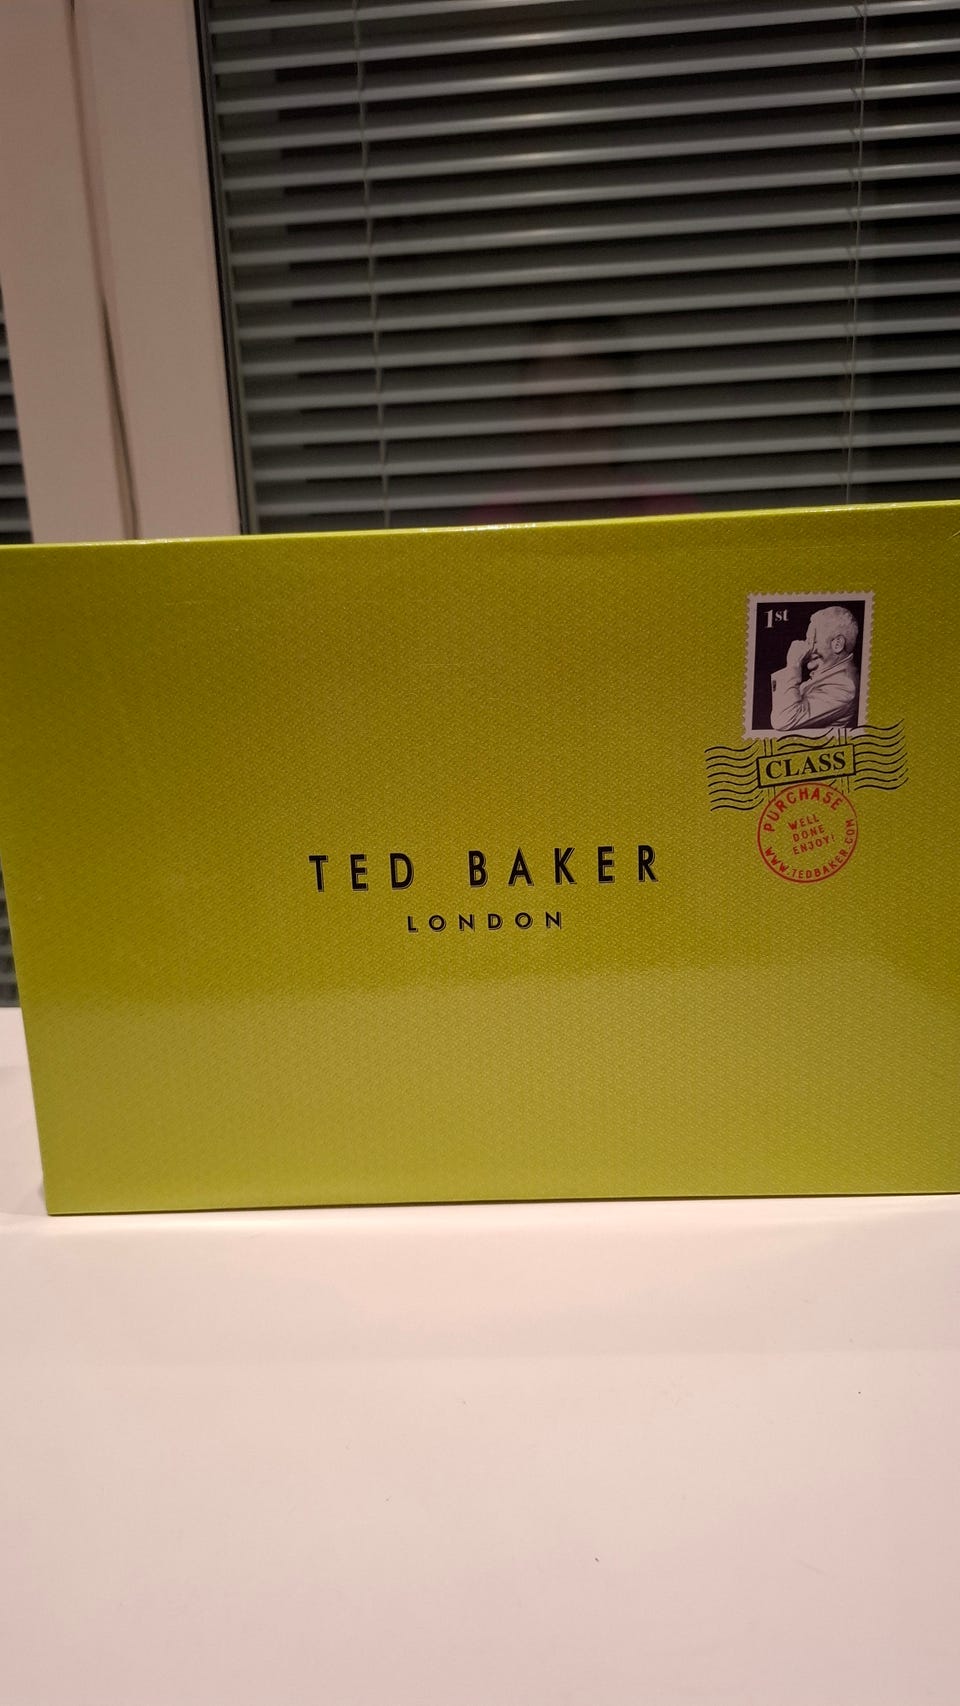 1st
CLASS
PURCHASE
WELL
DONE
ENJOY!
WWW.TEDBAKER.COM
TED BAKER
LONDON